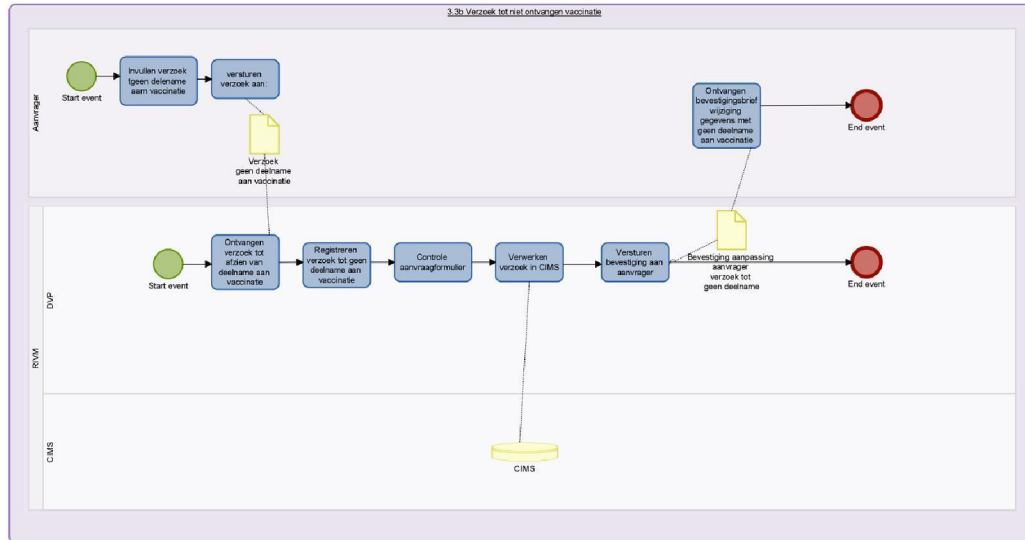 3.3b Verzoek tot niet ontvangen vaccinatie
Aanvrager
Start event
Invullen verzoek
tgeen delename
aam vaccinatie
versturen
verzoek aan:
Verzoek
geen deelname
aan vaccinatie
Ontvangen
bevestigingsbrief
wijziging
gegevens met
geen deelname
aan vaccinatie
End event
RIVM
DVP
Start event
Ontvangen
verzoek tot
afzien van
deelname aan
vaccinatie
Registreren
verzoek tot geen
deelname aan
vaccinatie
Controle
aanvraagformulier
Verwerken
verzoek in CIMS
Versturen
bevestiging aan
aanvrager
Bevestiging aanpassing
aanvrager
verzoek tot
geen deelname
End event
CIMS
CIMS